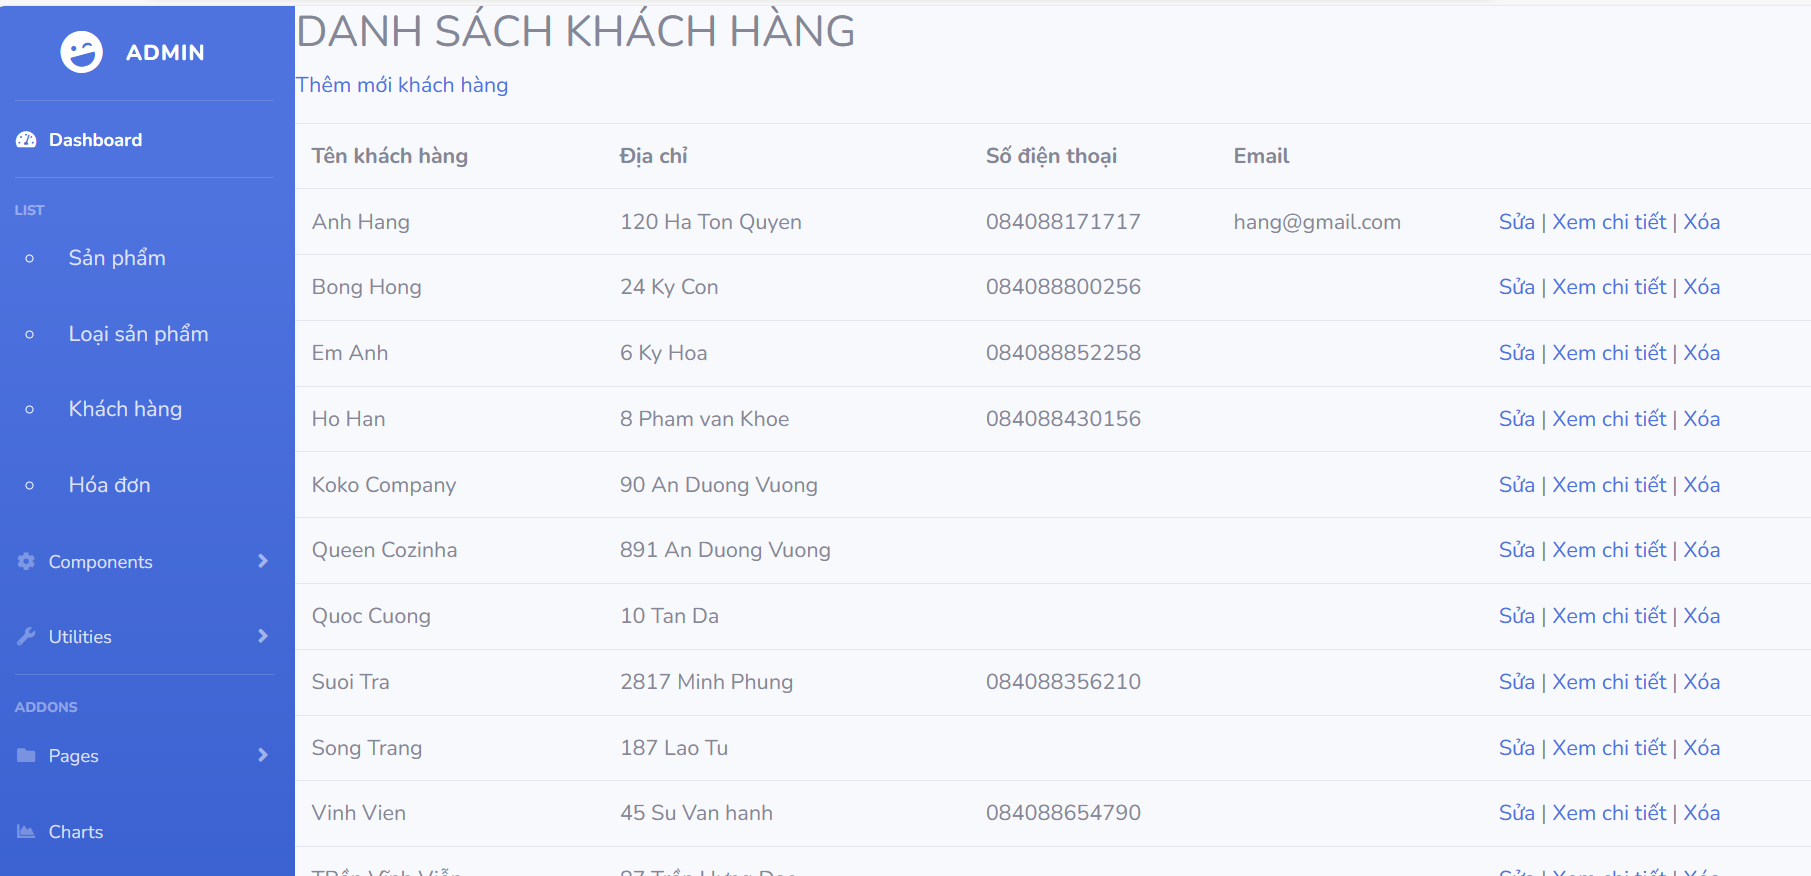 ADMIN
Dashboard
LIST
Sản phẩm
Loại sản phẩm
Khách hàng
Hóa đơn
Components
Utilities
ADDONS
Pages
Charts
DANH SÁCH KHÁCH HÀNG
Thêm mới khách hàng
Tên khách hàng Địa chỉ Số điện thoại Email
Anh Hang 120 Ha Ton Quyen 084088171717 hang@gmail.com Sửa | Xem chi tiết | Xóa
Bong Hong 24 Ky Con 084088800256 Sửa | Xem chi tiết | Xóa
Em Anh 6 Ky Hoa 084088852258 Sửa | Xem chi tiết | Xóa
Ho Han 8 Pham van Khoe 084088430156 Sửa | Xem chi tiết | Xóa
Koko Company 90 An Duong Vuong Sửa | Xem chi tiết | Xóa
Queen Cozinha 891 An Duong Vuong Sửa | Xem chi tiết | Xóa
Quoc Cuong 10 Tan Da Sửa | Xem chi tiết | Xóa
Suoi Tra 2817 Minh Phung 084088356210 Sửa | Xem chi tiết | Xóa
Song Trang 187 Lao Tu Sửa | Xem chi tiết | Xóa
Vinh Vien 45 Su Van hanh 084088654790 Sửa | Xem chi tiết | Xóa